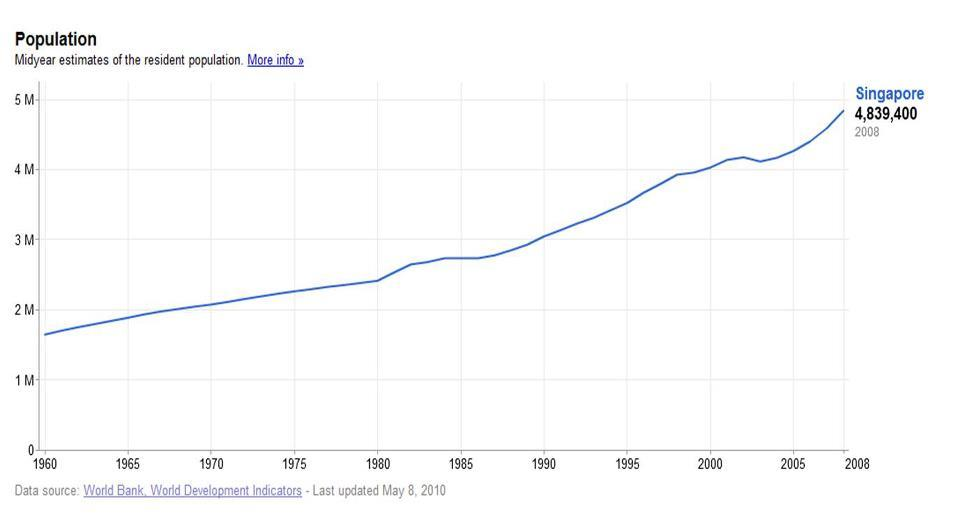 Population
Midyear estimates of the resident population. More info »
5 M
Singapore
4,839,400
2008
4 M
3 M
2 M
1 M
0
1960 1965 1970 1975 1980 1985 1990 1995 2000 2005 2008
Data source: World Bank, World Development Indicators - Last updated May 8, 2010